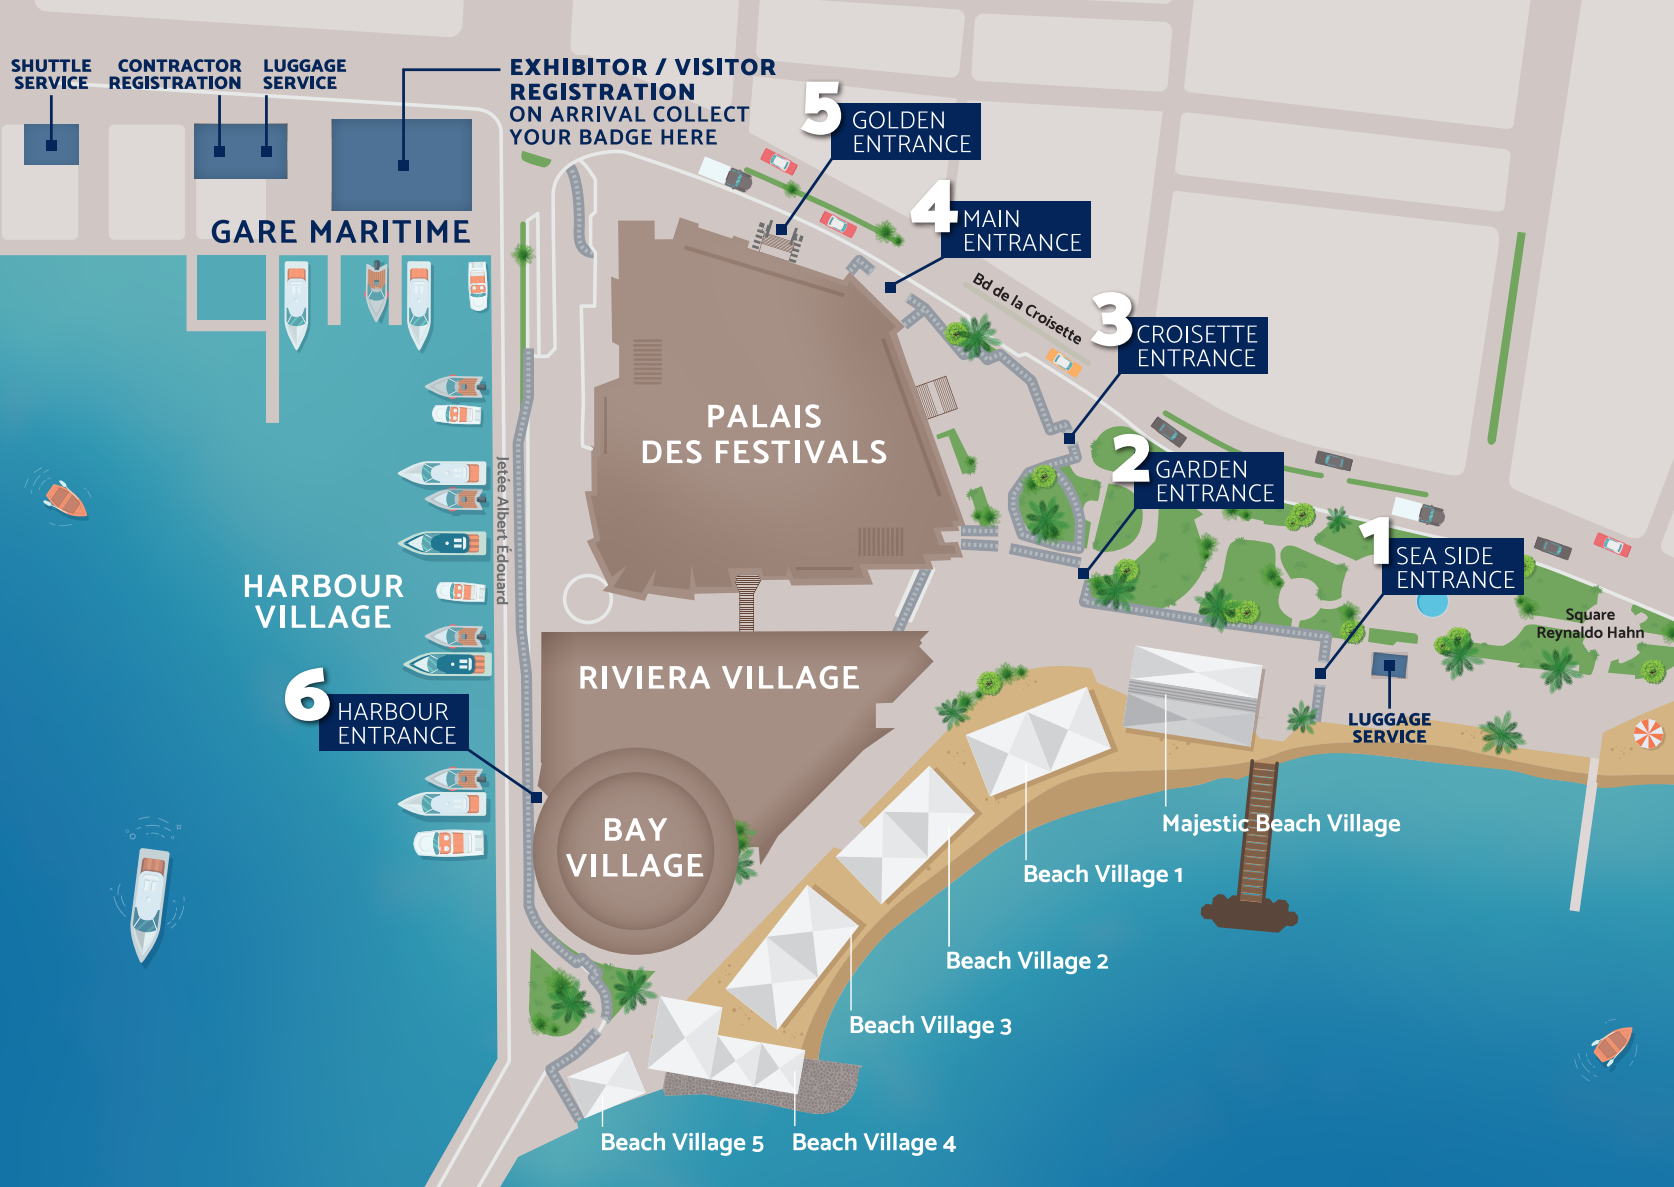 SHUTTLE
SERVICE
CONTRACTOR
REGISTRATION
LUGGAGE
SERVICE
EXHIBITOR / VISITOR
REGISTRATION
ON ARRIVAL COLLECT
YOUR BADGE HERE
GARE MARITIME
5
GOLDEN
ENTRANCE
4
MAIN
ENTRANCE
Bd de la Croisette
3
CROISETTE
ENTRANCE
PALAIS
DES FESTIVALS
2
GARDEN
ENTRANCE
1
SEA SIDE
ENTRANCE
Jetée Albert Édouard
HARBOUR
VILLAGE
Square
Reynaldo Hahn
RIVIERA VILLAGE
6
HARBOUR
ENTRANCE
LUGGAGE
SERVICE
BAY
VILLAGE
Majestic Beach Village
Beach Village 1
Beach Village 2
Beach Village 3
Beach Village 5
Beach Village 4